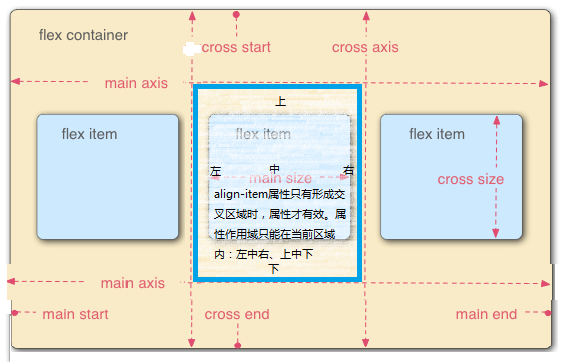 flex container
cross start
cross axis
main axis
上
flex item
flex item
flex item
左
中
右
main size
cross size
align-item属性只有形成交
叉区域时，属性才有效。属
性作用域只能在当前区域
内：左中右、上中下
下
main axis
main start
cross end
main end